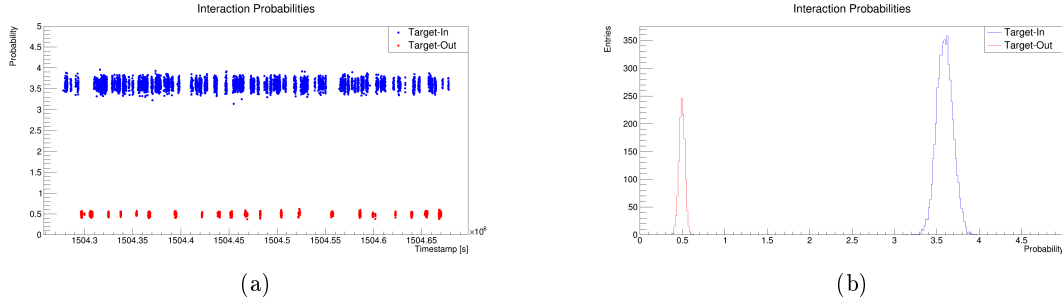 Interaction Probabilities
Probability
5
4.5
4
3.5
3
2.5
2
1.5
1
0.5
0
Target-In
Target-Out
1504.3 1504.35 1504.4 1504.45 1504.5 1504.55 1504.6 1504.65
×10⁶
Timestamp [s]
(a)
Interaction Probabilities
Entries
350
300
250
200
150
100
50
0
Target-In
Target-Out
0 0.5 1 1.5 2 2.5 3 3.5 4 4.5
Probability
(b)